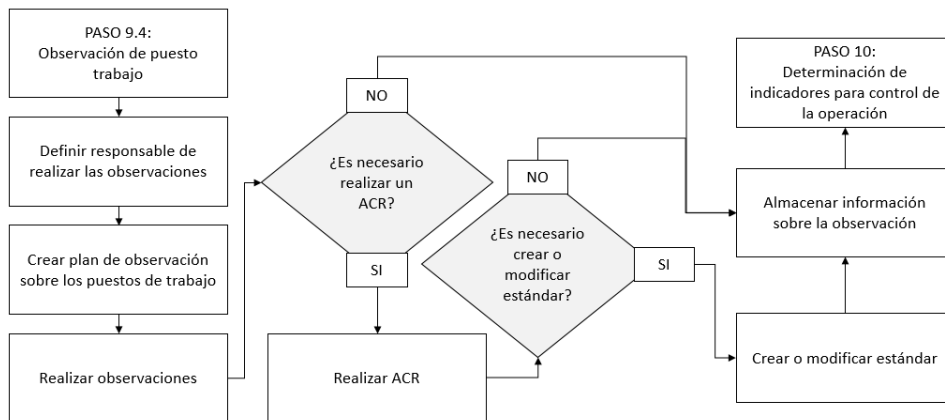 PASO 9.4:
Observación de puesto
trabajo
Definir responsable de
realizar las observaciones
Crear plan de observación
sobre los puestos de trabajo
Realizar observaciones
NO
¿Es necesario
realizar un
ACR?
SI
Realizar ACR
NO
¿Es necesario
crear o
modificar
estándar?
SI
Crear o modificar estándar
Almacenar información
sobre la observación
PASO 10:
Determinación de
indicadores para control de
la operación